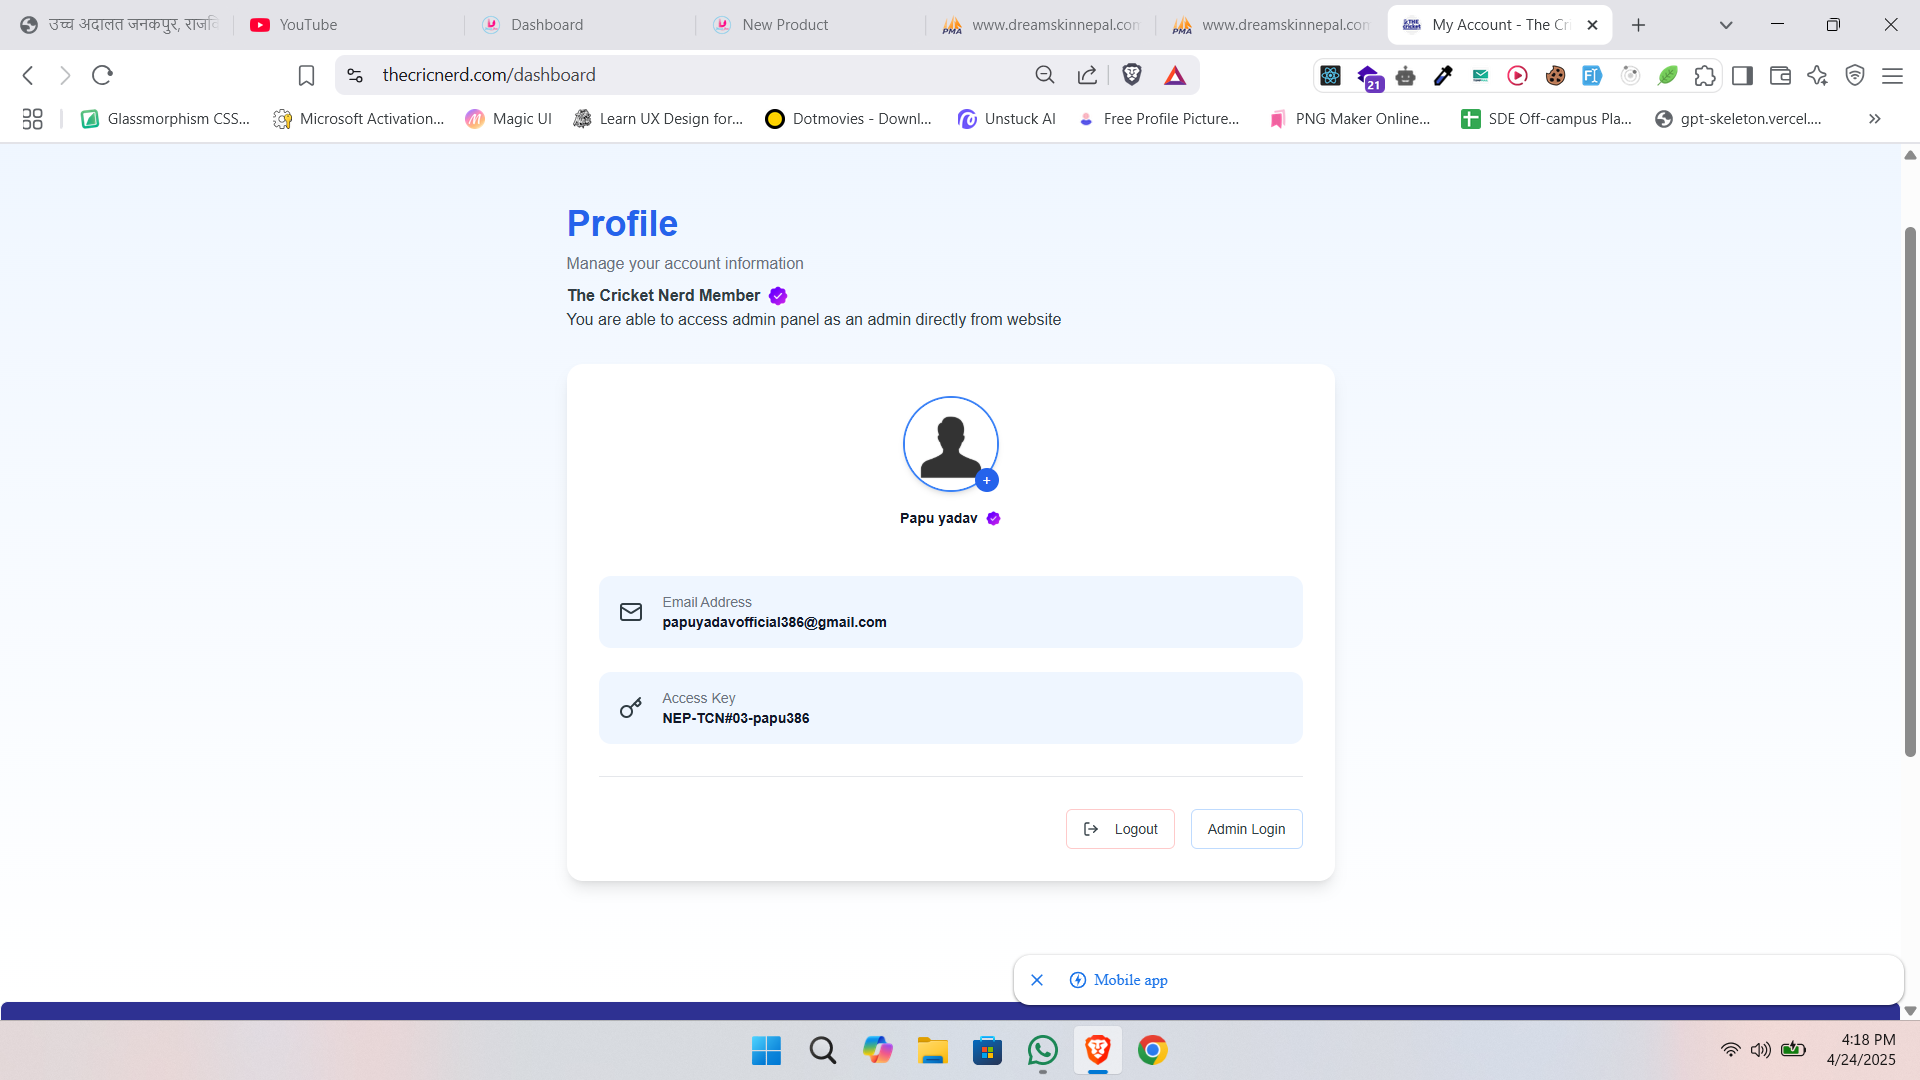 उच्च अदालत जनकपुर, राजवि
YouTube
Dashboard
New Product
www.dreamskinnepal.com
www.dreamskinnepal.com
My Account - The Cri
thecricnerd.com/dashboard
21
Glassmorphism CSS...
Microsoft Activation...
Magic UI
Learn UX Design for...
Dotmovies - Downl...
Unstuck AI
Free Profile Picture...
PNG Maker Online...
SDE Off-campus Pla...
gpt-skeleton.vercel....
Profile
Manage your account information
The Cricket Nerd Member
You are able to access admin panel as an admin directly from website
Papu yadav
Email Address
papuyadavofficial386@gmail.com
Access Key
NEP-TCN#03-papu386
Logout
Admin Login
Mobile app
4:18 PM
4/24/2025